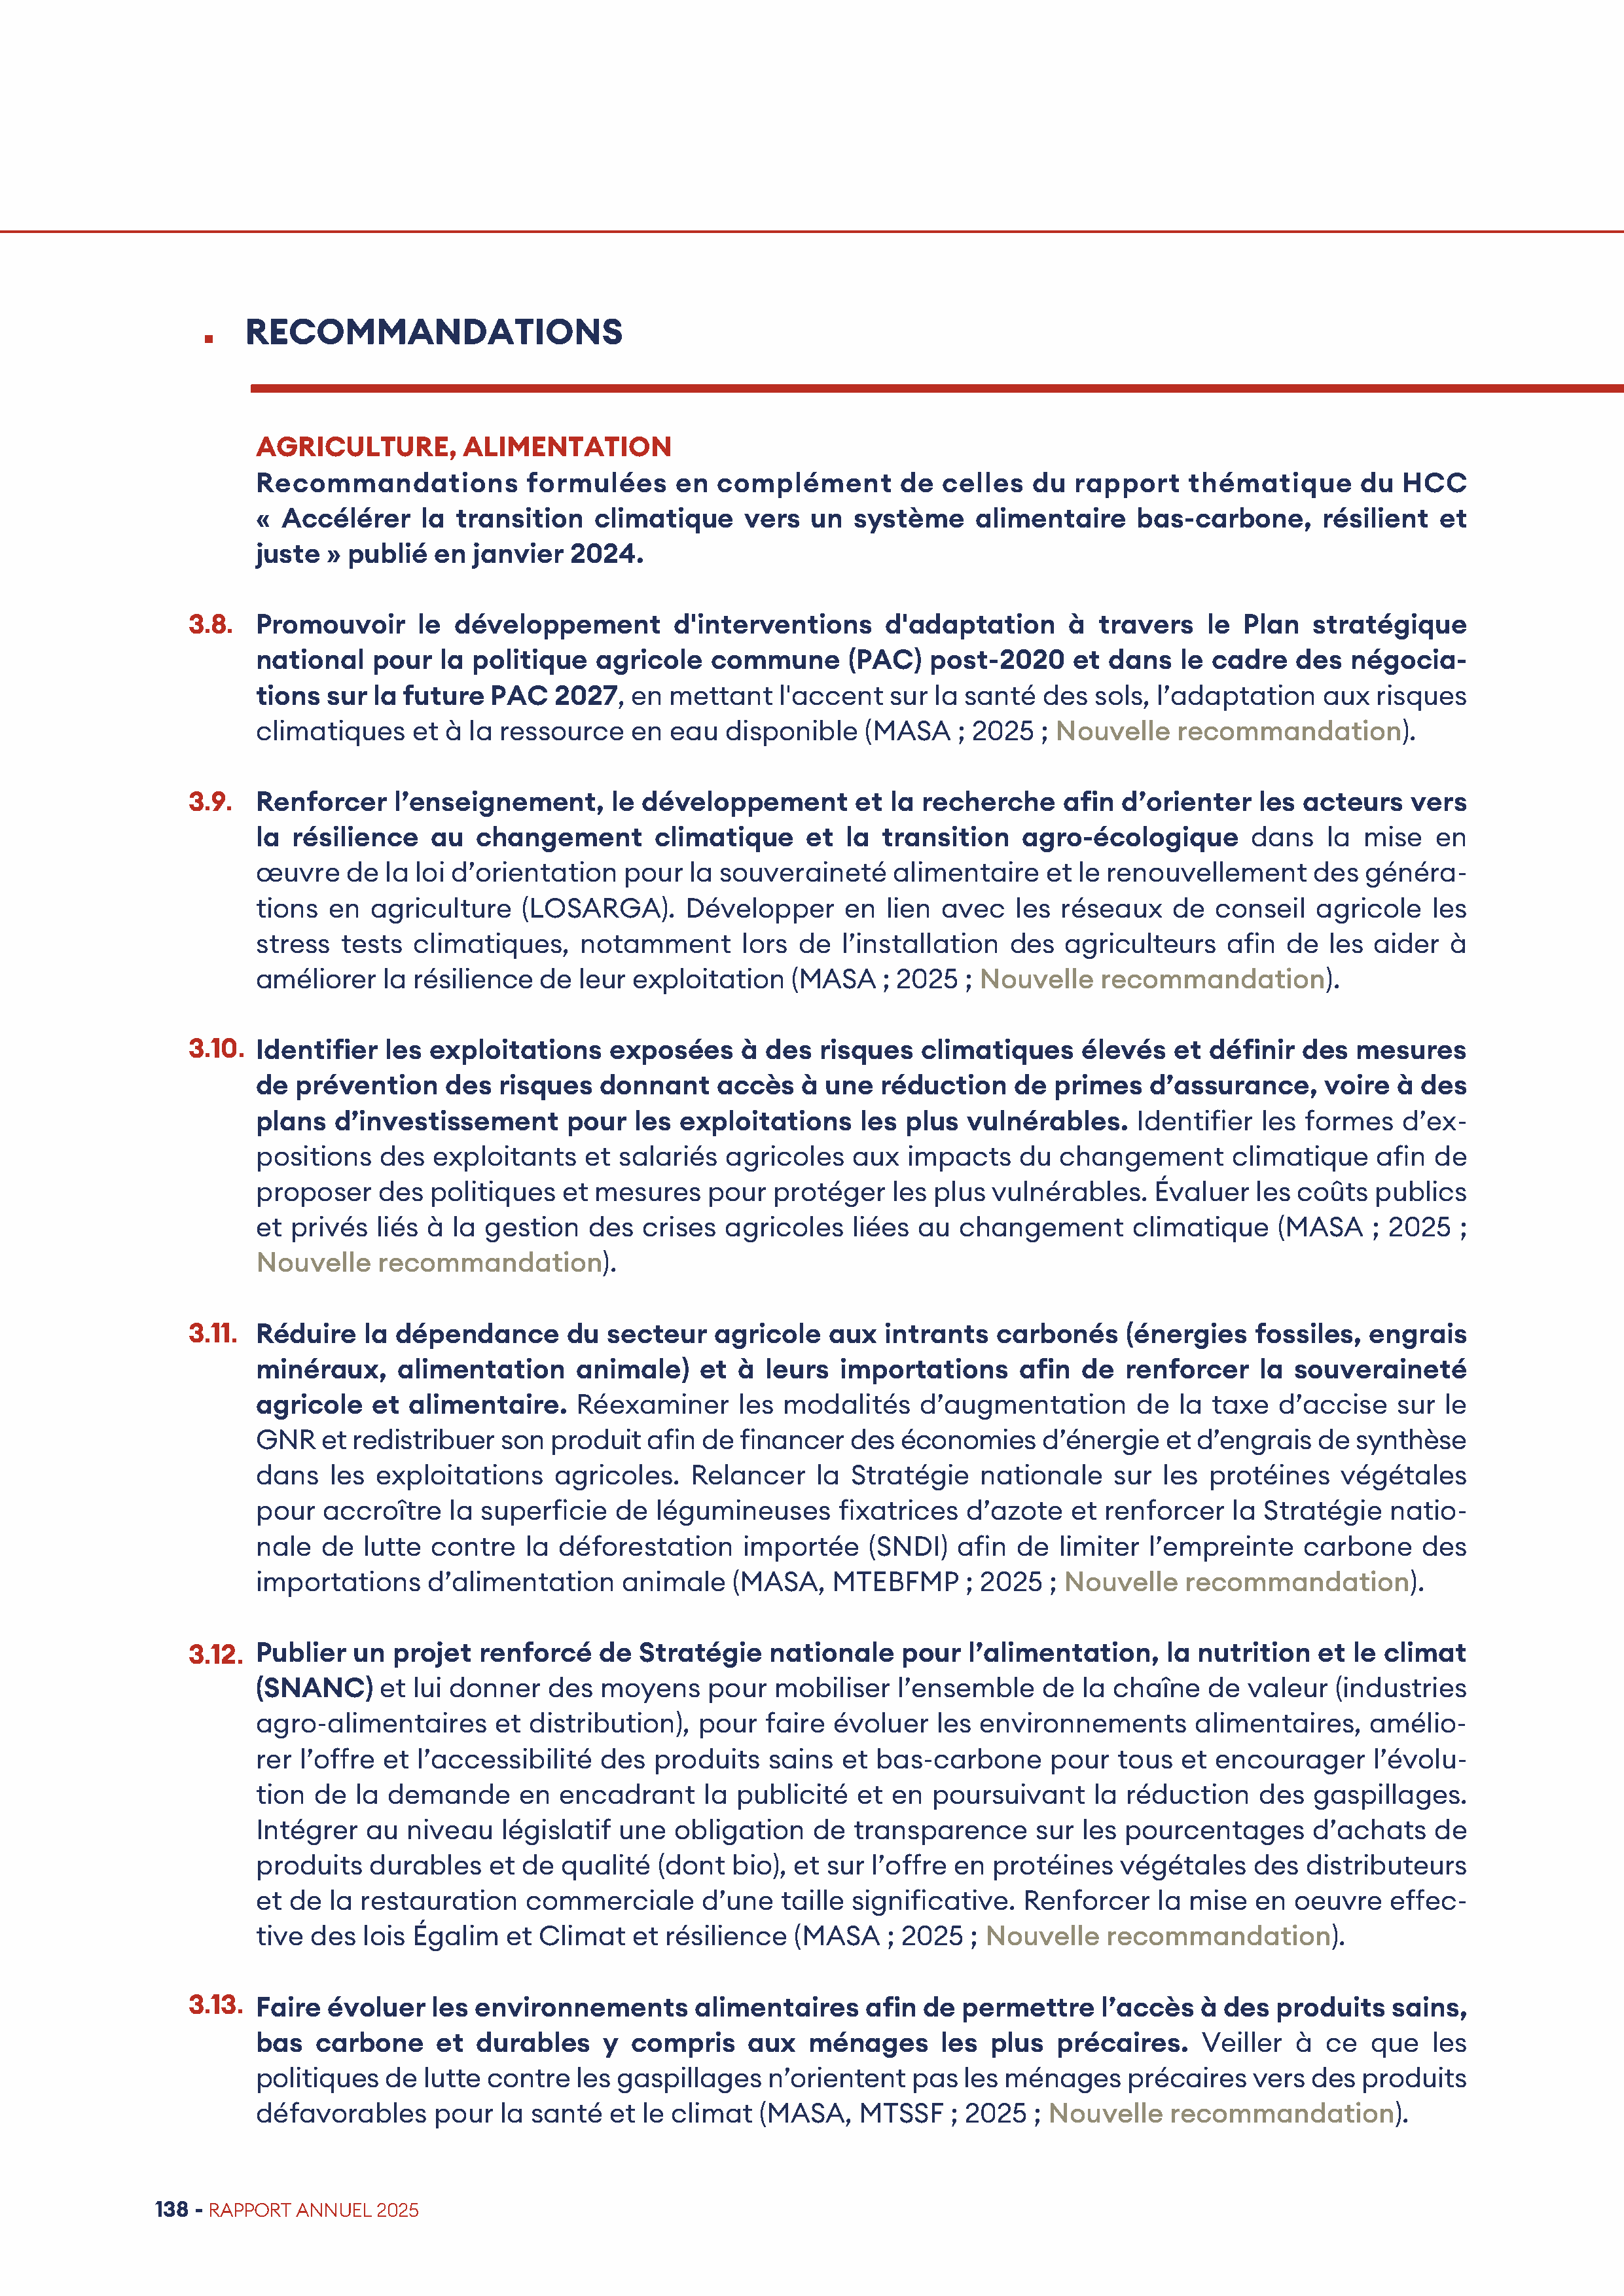 RECOMMANDATIONS
AGRICULTURE, ALIMENTATION
Recommandations formulées en complément de celles du rapport thématique du HCC
« Accélérer la transition climatique vers un système alimentaire bas-carbone, résilient et
juste » publié en janvier 2024.
3.8. Promouvoir le développement d'interventions d'adaptation à travers le Plan stratégique
national pour la politique agricole commune (PAC) post-2020 et dans le cadre des négocia-
tions sur la future PAC 2027, en mettant l'accent sur la santé des sols, l’adaptation aux risques
climatiques et à la ressource en eau disponible (MASA ; 2025 ; Nouvelle recommandation).
3.9. Renforcer l’enseignement, le développement et la recherche afin d’orienter les acteurs vers
la résilience au changement climatique et la transition agro-écologique dans la mise en
œuvre de la loi d’orientation pour la souveraineté alimentaire et le renouvellement des généra-
tions en agriculture (LOSARGA). Développer en lien avec les réseaux de conseil agricole les
stress tests climatiques, notamment lors de l’installation des agriculteurs afin de les aider à
améliorer la résilience de leur exploitation (MASA ; 2025 ; Nouvelle recommandation).
3.10. Identifier les exploitations exposées à des risques climatiques élevés et définir des mesures
de prévention des risques donnant accès à une réduction de primes d’assurance, voire à des
plans d’investissement pour les exploitations les plus vulnérables. Identifier les formes d’ex-
positions des exploitants et salariés agricoles aux impacts du changement climatique afin de
proposer des politiques et mesures pour protéger les plus vulnérables. Évaluer les coûts publics
et privés liés à la gestion des crises agricoles liées au changement climatique (MASA ; 2025 ;
Nouvelle recommandation).
3.11. Réduire la dépendance du secteur agricole aux intrants carbonés (énergies fossiles, engrais
minéraux, alimentation animale) et à leurs importations afin de renforcer la souveraineté
agricole et alimentaire. Réexaminer les modalités d’augmentation de la taxe d’accise sur le
GNR et redistribuer son produit afin de financer des économies d’énergie et d’engrais de synthèse
dans les exploitations agricoles. Relancer la Stratégie nationale sur les protéines végétales
pour accroître la superficie de légumineuses fixatrices d’azote et renforcer la Stratégie natio-
nale de lutte contre la déforestation importée (SNDI) afin de limiter l’empreinte carbone des
importations d’alimentation animale (MASA, MTEBFMP ; 2025 ; Nouvelle recommandation).
3.12. Publier un projet renforcé de Stratégie nationale pour l’alimentation, la nutrition et le climat
(SNANC) et lui donner des moyens pour mobiliser l’ensemble de la chaîne de valeur (industries
agro-alimentaires et distribution), pour faire évoluer les environnements alimentaires, amélio-
rer l’offre et l’accessibilité des produits sains et bas-carbone pour tous et encourager l’évolu-
tion de la demande en encadrant la publicité et en poursuivant la réduction des gaspillages.
Intégrer au niveau législatif une obligation de transparence sur les pourcentages d’achats de
produits durables et de qualité (dont bio), et sur l’offre en protéines végétales des distributeurs
et de la restauration commerciale d’une taille significative. Renforcer la mise en oeuvre effec-
tive des lois Égalim et Climat et résilience (MASA ; 2025 ; Nouvelle recommandation).
3.13. Faire évoluer les environnements alimentaires afin de permettre l’accès à des produits sains,
bas carbone et durables y compris aux ménages les plus précaires. Veiller à ce que les
politiques de lutte contre les gaspillages n’orientent pas les ménages précaires vers des produits
défavorables pour la santé et le climat (MASA, MTSSF ; 2025 ; Nouvelle recommandation).
138 - RAPPORT ANNUEL 2025